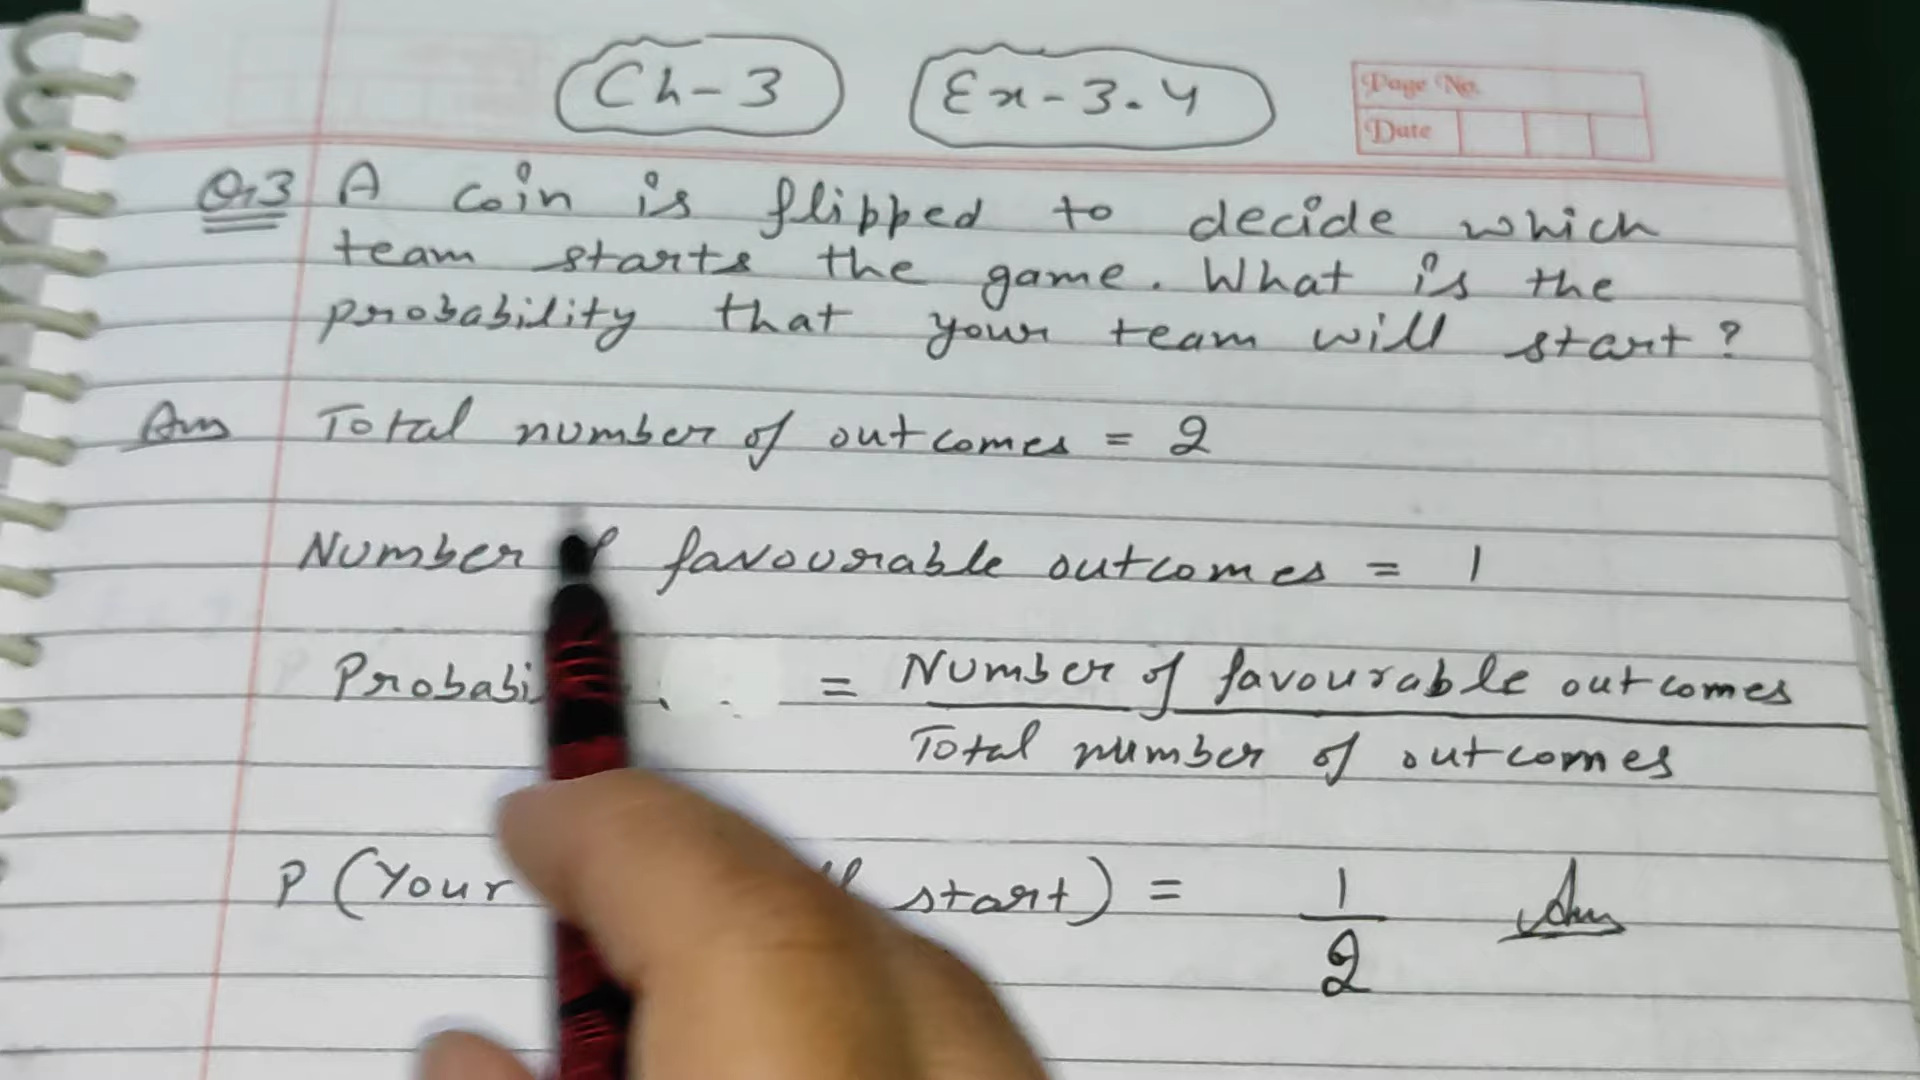 Ch-3 Ex-3.4
Page No.
Date
Q.3 A coin is flipped to decide which
team starts the game. What is the
probability that your team will start?
Ans Total number of outcomes = 2
Number favourable outcomes = 1
= Number of favourable outcomes
Total number of outcomes
P (Your start) = 1 Ans
2